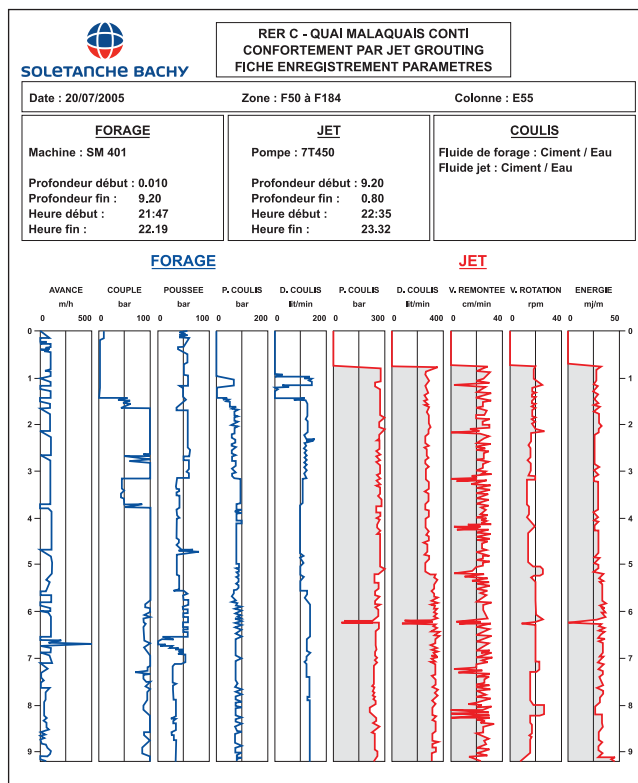 SOLETANCHE BACHY
RER C - QUAI MALAQUAIS CONTI
CONFORTEMENT PAR JET GROUTING
FICHE ENREGISTREMENT PARAMETRES
Date : 20/07/2005 Zone : F50 à F184 Colonne : E55
FORAGE
Machine : SM 401
Profondeur début : 0.010
Profondeur fin : 9.20
Heure début : 21:47
Heure fin : 22.19
JET
Pompe : 7T450
Profondeur début : 9.20
Profondeur fin : 0.80
Heure début : 22:35
Heure fin : 23.32
COULIS
Fluide de forage : Ciment / Eau
Fluide jet : Ciment / Eau
FORAGE JET
AVANCE COUPLE POUSSEE P. COULIS D. COULIS P. COULIS D. COULIS V. REMONTEE V. ROTATION ENERGIE
m/h bar bar bar lit/min bar lit/min cm/min rpm mj/m
0 500 0 100 0 100 0 200 0 200 0 300 0 400 0 40 0 40 0 50
0 0
1 1
2 2
3 3
4 4
5 5
6 6
7 7
8 8
9 9